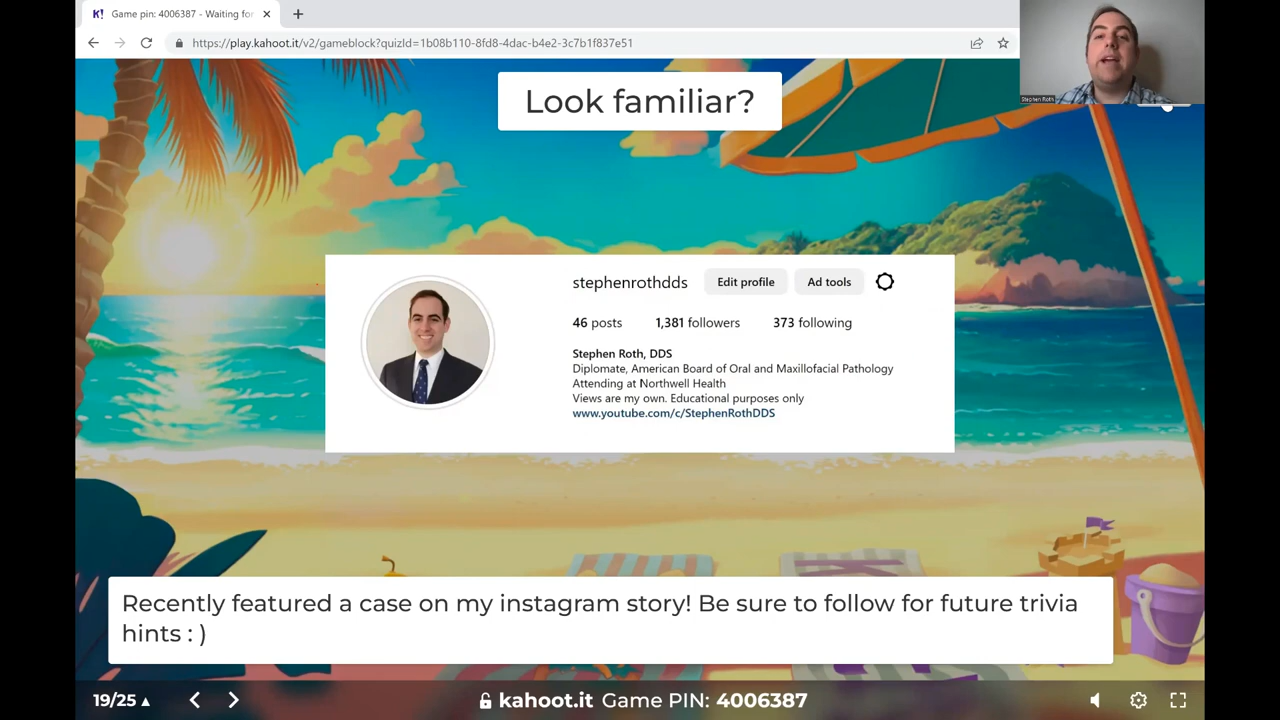 K! Game pin: 4006387 - Waiting for
https://play.kahoot.it/v2/gameblock?quizId=1b08b110-8fd8-4dac-b4e2-3c7b1f837e51
Stephen Roth
Look familiar?
stephenrothdds Edit profile Ad tools
46 posts 1,381 followers 373 following
Stephen Roth, DDS
Diplomate, American Board of Oral and Maxillofacial Pathology
Attending at Northwell Health
Views are my own. Educational purposes only
www.youtube.com/c/StephenRothDDS
Recently featured a case on my instagram story! Be sure to follow for future trivia
hints : )
19/25 kahoot.it Game PIN: 4006387